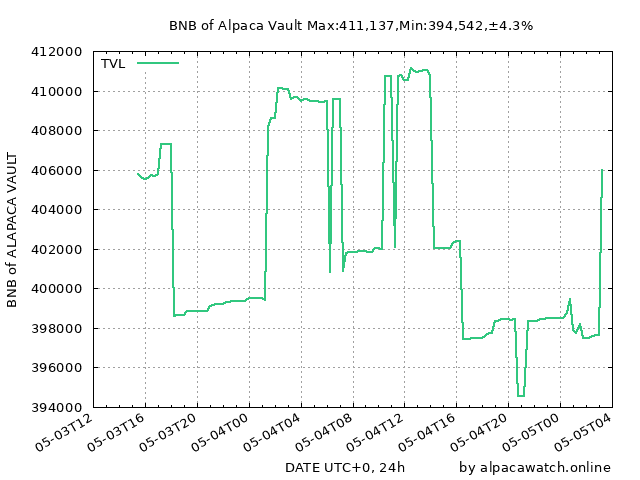 BNB of Alpaca Vault Max:411,137,Min:394,542,±4.3%
TVL
412000
410000
408000
406000
404000
402000
400000
398000
396000
394000
BNB of ALAPACA VAULT
05-03T12
05-03T16
05-03T20
05-04T00
05-04T04
05-04T08
05-04T12
05-04T16
05-04T20
05-05T00
05-05T04
DATE UTC+0, 24h
by alpacawatch.online